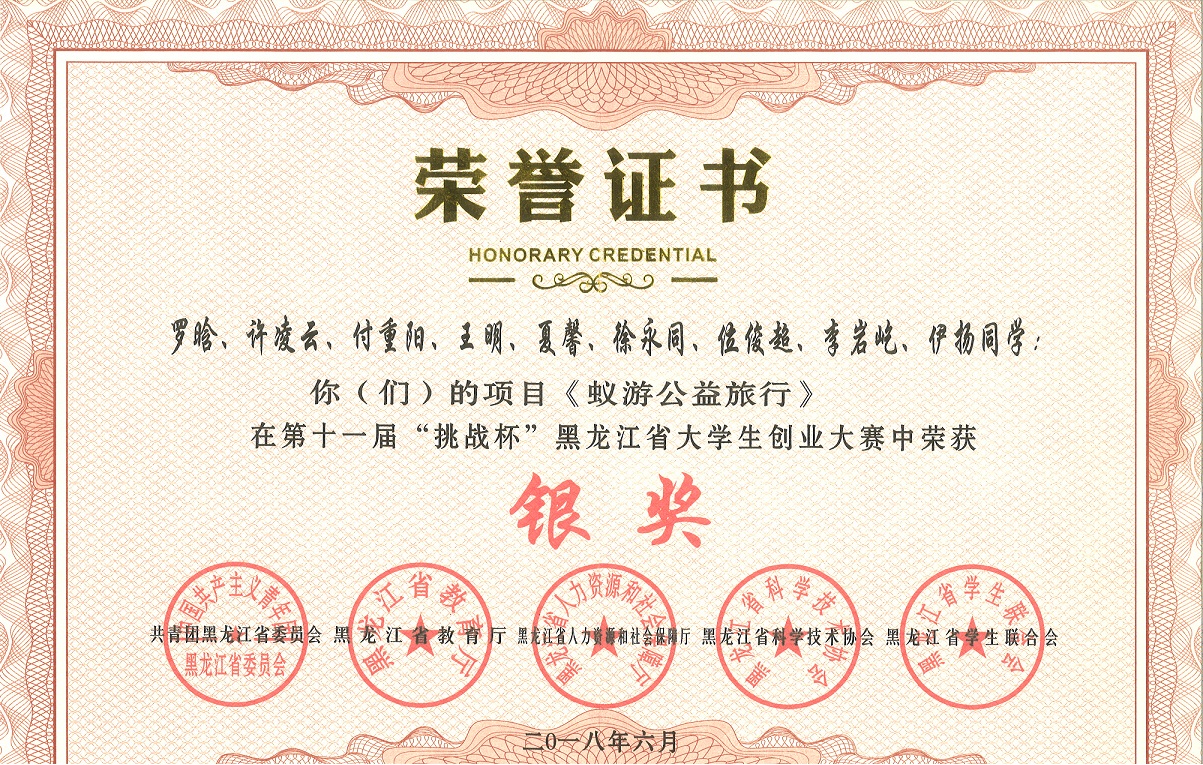 荣誉证书
HONORARY CREDENTIAL
罗晗、许凌云、付重阳、王明、夏馨、徐永同、伍俊超、李岩屹、伊扬同学：
你（们）的项目《蚁游公益旅行》
在第十一届“挑战杯”黑龙江省大学生创业大赛中荣获
银奖
中国共产主义青年团
黑龙江省委员会
黑龙江省教育厅
黑龙江省人力资源和社会保障厅
黑龙江省科学技术协会
黑龙江省学生联合会
共青团黑龙江省委员会 黑龙江省教育厅 黑龙江省人力资源和社会保障厅 黑龙江省科学技术协会 黑龙江省学生联合会
二0一八年六月